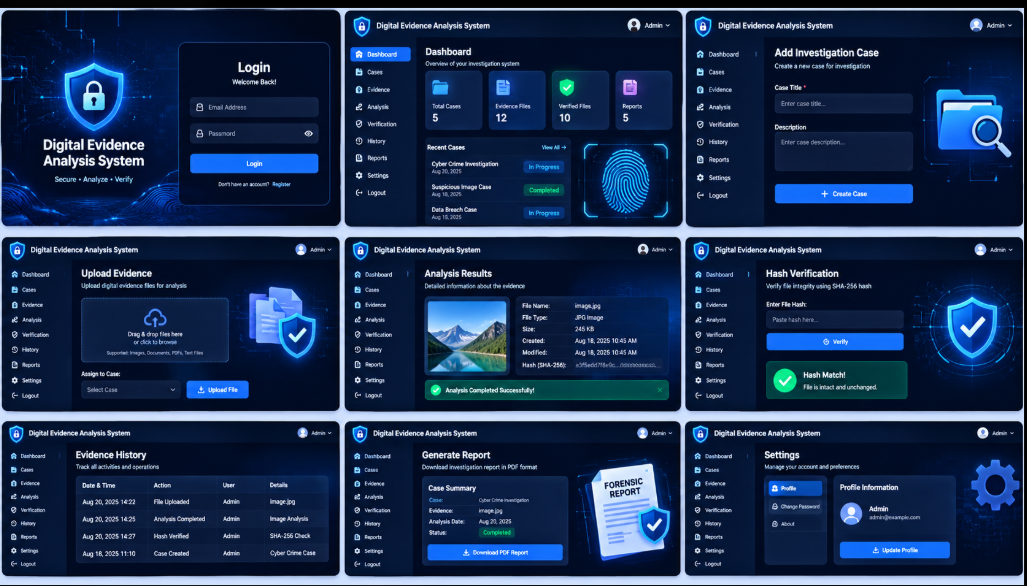 Digital Evidence
Analysis System
Secure • Analyze • Verify
Login
Welcome Back!
Email Address
Password
Login
Don't have an account? Register
Digital Evidence Analysis System
Admin
Dashboard
Cases
Evidence
Analysis
Verification
History
Reports
Settings
Logout
Dashboard
Overview of your investigation system
Total Cases
5
Evidence Files
12
Verified Files
10
Reports
5
Recent Cases
View All →
Cyber Crime Investigation
Aug 20, 2025
In Progress
Suspicious Image Case
Aug 18, 2025
Completed
Data Breach Case
Aug 18, 2025
In Progress
Digital Evidence Analysis System
Admin
Dashboard
Cases
Evidence
Analysis
Verification
History
Reports
Settings
Logout
Add Investigation Case
Create a new case for investigation
Case Title *
Enter case title...
Description
Enter case description...
+ Create Case
Digital Evidence Analysis System
Admin
Dashboard
Cases
Evidence
Analysis
Verification
History
Reports
Settings
Logout
Upload Evidence
Upload digital evidence files for analysis
Drag & drop files here
or click to browse
Supported: Images, Documents, PDFs, Text Files
Assign to Case:
Select Case
Upload File
Digital Evidence Analysis System
Admin
Dashboard
Cases
Evidence
Analysis
Verification
History
Reports
Settings
Logout
Analysis Results
Detailed information about the evidence
File Name: image.jpg
File Type: JPG Image
Size: 245 KB
Created: Aug 18, 2025 10:45 AM
Modified: Aug 18, 2025 10:45 AM
Hash (SHA-256):
Analysis Completed Successfully!
Digital Evidence Analysis System
Admin
Dashboard
Cases
Evidence
Analysis
Verification
History
Reports
Settings
Logout
Hash Verification
Verify file integrity using SHA-256 hash
Enter File Hash:
Paste hash here...
Verify
Hash Match!
File is intact and unchanged.
Digital Evidence Analysis System
Admin
Dashboard
Cases
Evidence
Analysis
Verification
History
Reports
Settings
Logout
Evidence History
Track all activities and operations
Date & Time Action User Details
Aug 20, 2025 14:22 File Uploaded Admin image.jpg
Aug 20, 2025 14:25 Analysis Completed Admin Image Analysis
Aug 20, 2025 14:27 Hash Verified Admin SHA-256 Check
Aug 18, 2025 11:10 Case Created Admin Cyber Crime Case
Digital Evidence Analysis System
Admin
Dashboard
Cases
Evidence
Analysis
Verification
History
Reports
Settings
Logout
Generate Report
Download investigation report in PDF format
Case Summary
Case: Cyber Crime Investigation
Evidence: image.jpg
Analysis Date: Aug 20, 2025
Status: Completed
Download PDF Report
FORENSIC
REPORT
Digital Evidence Analysis System
Admin
Dashboard
Cases
Evidence
Analysis
Verification
History
Reports
Settings
Logout
Settings
Manage your account and preferences
Profile
Change Password
About
Profile Information
Admin
admin@example.com
Update Profile